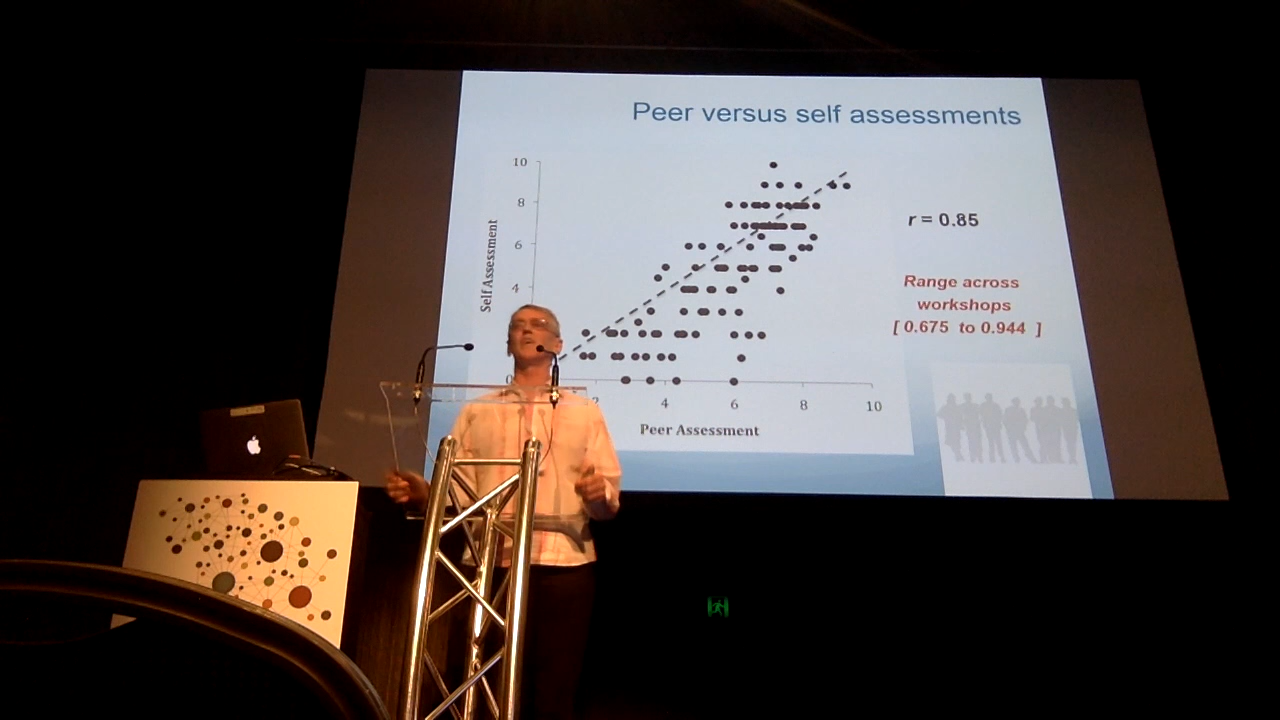 Peer versus self assessments
10
8
6
4
0
2
4
6
8
10
Self Assessment
Peer Assessment
r = 0.85
Range across
workshops
[ 0.675 to 0.944 ]